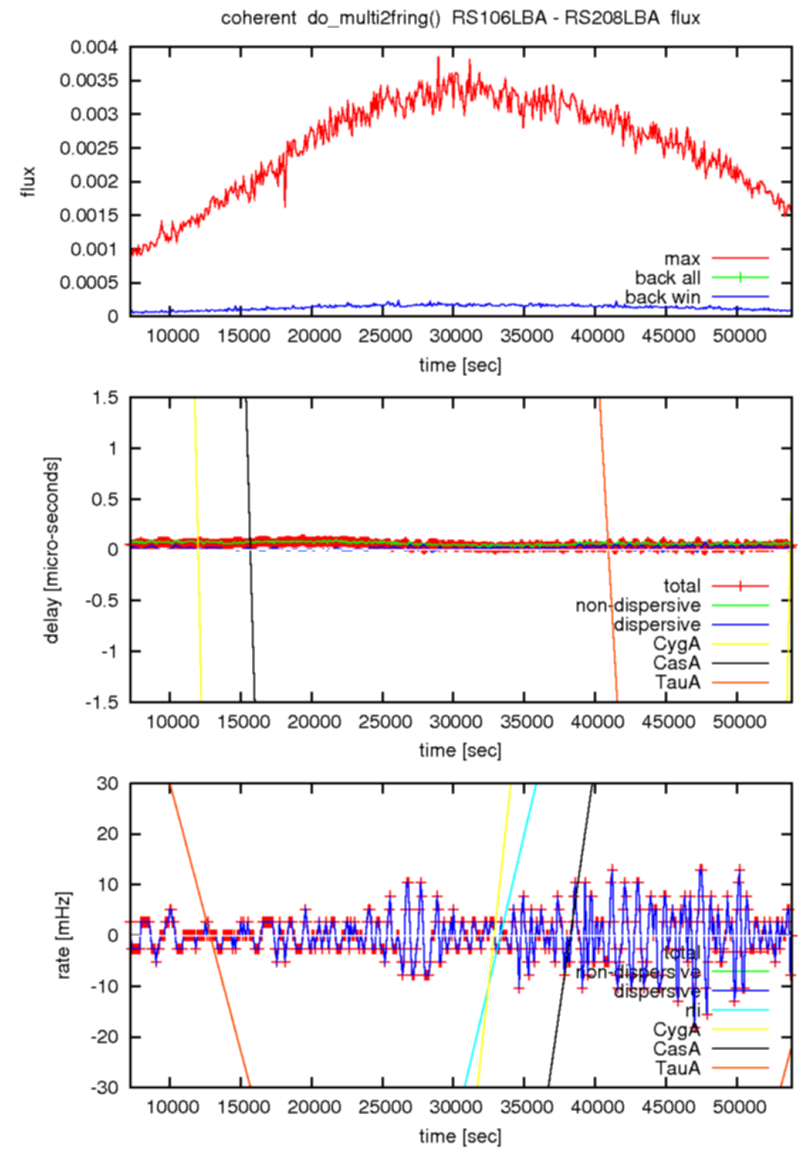 coherent do_multi2fring() RS106LBA - RS208LBA flux
0.004
0.0035
0.003
0.0025
0.002
0.0015
0.001
0.0005
0
flux
max
back all
back win
10000 15000 20000 25000 30000 35000 40000 45000 50000
time [sec]
1.5
1
0.5
0
-0.5
-1
-1.5
delay [micro-seconds]
total
non-dispersive
dispersive
CygA
CasA
TauA
10000 15000 20000 25000 30000 35000 40000 45000 50000
time [sec]
30
20
10
0
-10
-20
-30
rate [mHz]
total
non-dispersive
dispersive
rfi
CygA
CasA
TauA
10000 15000 20000 25000 30000 35000 40000 45000 50000
time [sec]